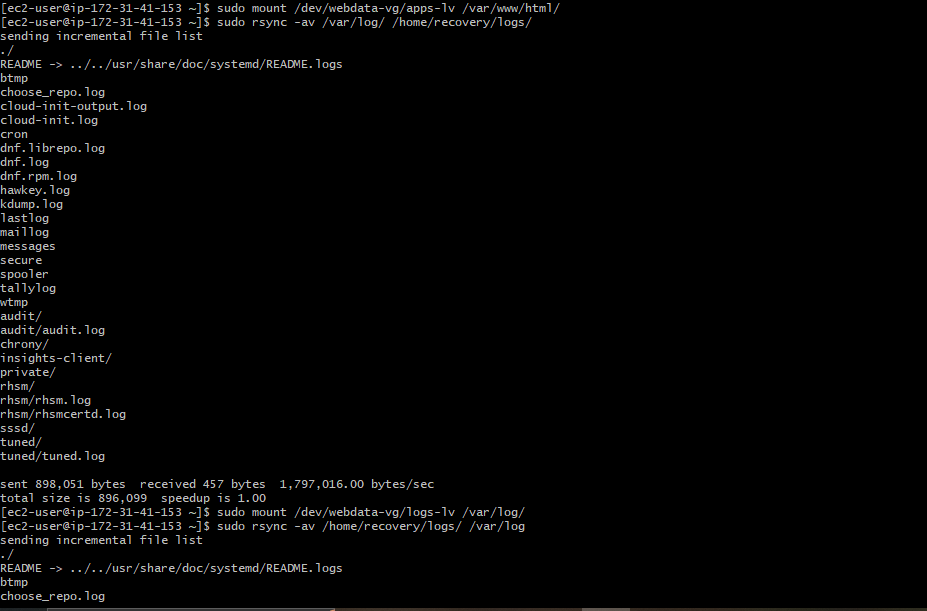 [ec2-user@ip-172-31-41-153 ~]$ sudo mount /dev/webdata-vg/apps-lv /var/www/html/
[ec2-user@ip-172-31-41-153 ~]$ sudo rsync -av /var/log/ /home/recovery/logs/
sending incremental file list
./
README -> ../../usr/share/doc/systemd/README.logs
btmp
choose_repo.log
cloud-init-output.log
cloud-init.log
cron
dnf.librepo.log
dnf.log
dnf.rpm.log
hawkey.log
kdump.log
lastlog
maillog
messages
secure
spooler
tallylog
wtmp
audit/
audit/audit.log
chrony/
insights-client/
private/
rhsm/
rhsm/rhsm.log
rhsm/rhsmcertd.log
sssd/
tuned/
tuned/tuned.log

sent 898,051 bytes  received 457 bytes  1,797,016.00 bytes/sec
total size is 896,099  speedup is 1.00
[ec2-user@ip-172-31-41-153 ~]$ sudo mount /dev/webdata-vg/logs-lv /var/log/
[ec2-user@ip-172-31-41-153 ~]$ sudo rsync -av /home/recovery/logs/ /var/log
sending incremental file list
./
README -> ../../usr/share/doc/systemd/README.logs
btmp
choose_repo.log